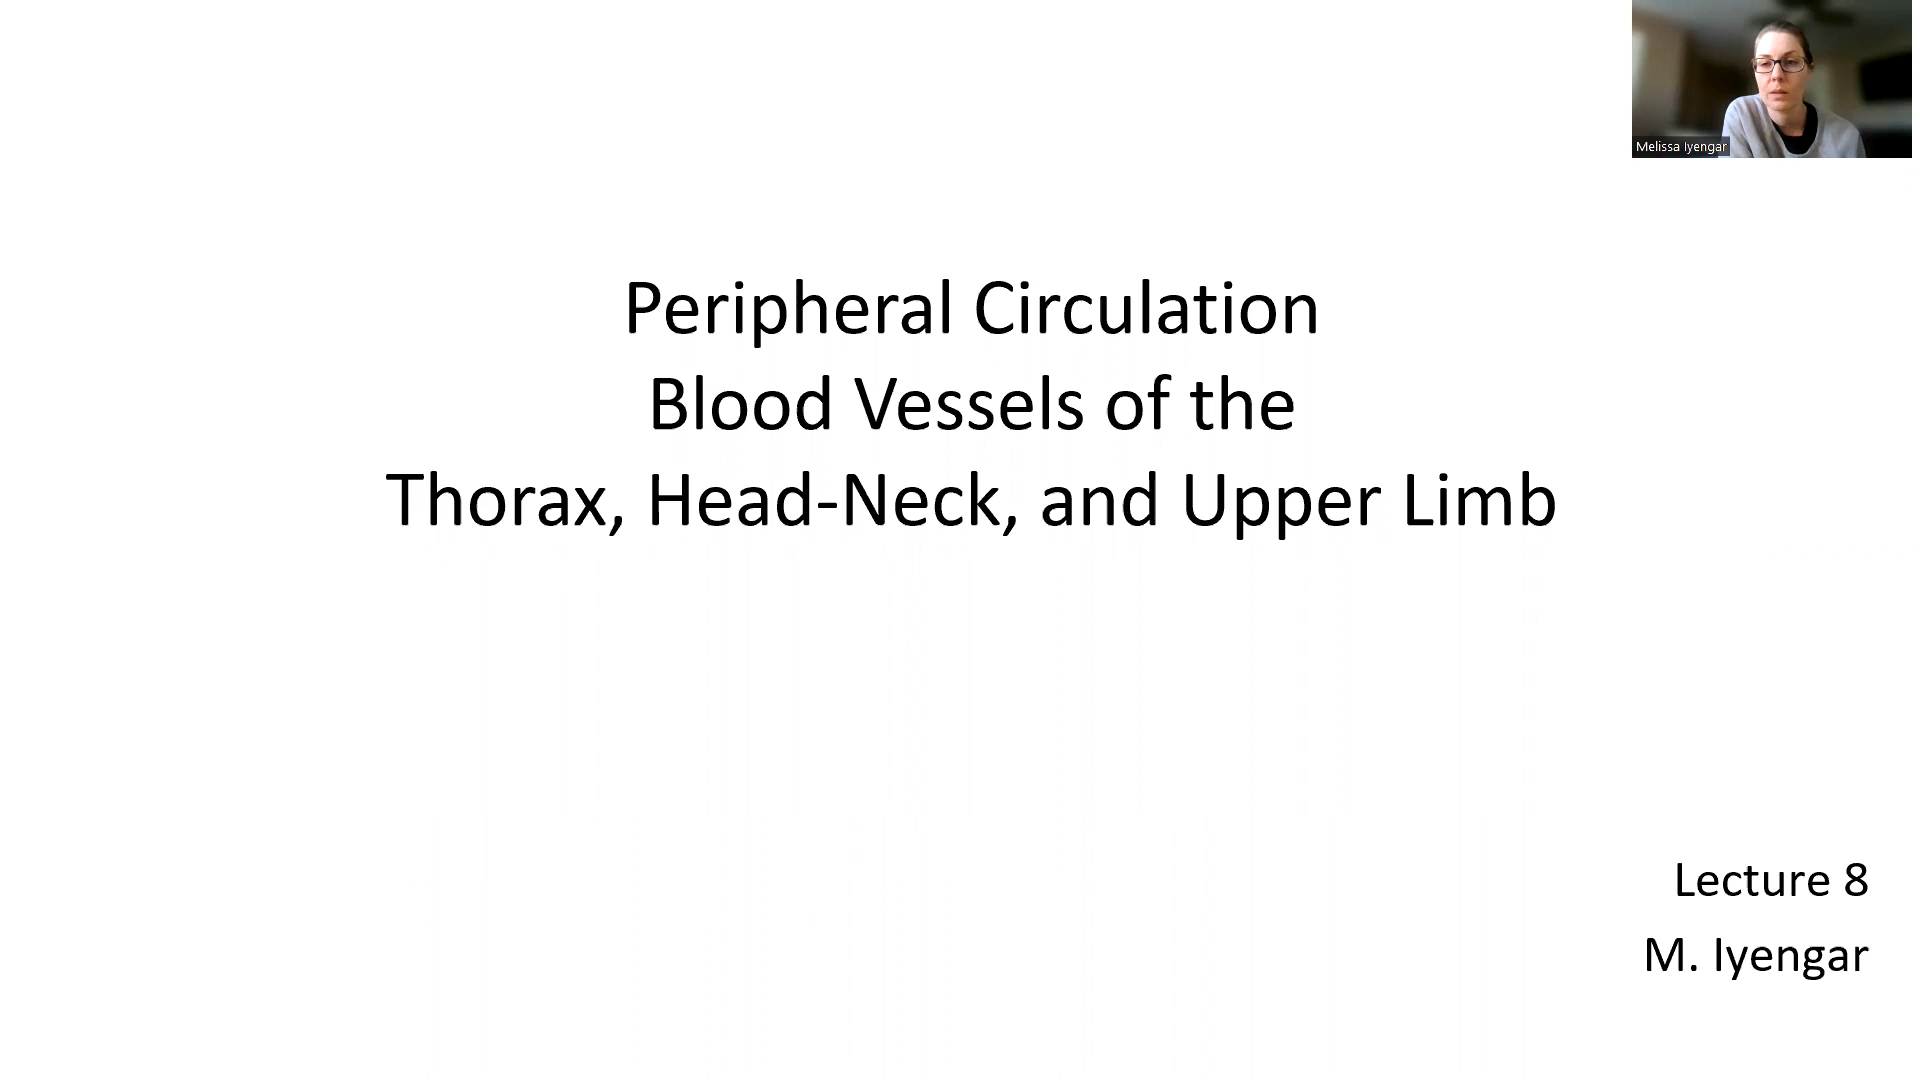 Melissa Iyengar
Peripheral Circulation
Blood Vessels of the
Thorax, Head-Neck, and Upper Limb
Lecture 8
M. Iyengar